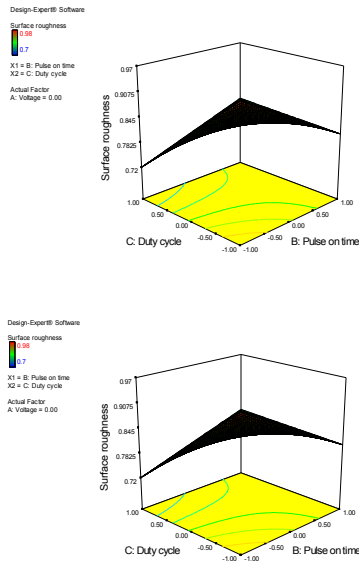 Design-Expert® Software
Surface roughness
0.98
0.7
X1 = B: Pulse on time
X2 = C: Duty cycle
Actual Factor
A: Voltage = 0.00
0.97
0.9075
0.845
0.7825
0.72
Surface roughness
1.00
0.50
0.00
-0.50
-1.00
-1.00
-0.50
0.00
0.50
1.00
C: Duty cycle
B: Pulse on time
Design-Expert® Software
Surface roughness
0.98
0.7
X1 = B: Pulse on time
X2 = C: Duty cycle
Actual Factor
A: Voltage = 0.00
0.97
0.9075
0.845
0.7825
0.72
Surface roughness
1.00
0.50
0.00
-0.50
-1.00
-1.00
-0.50
0.00
0.50
1.00
C: Duty cycle
B: Pulse on time